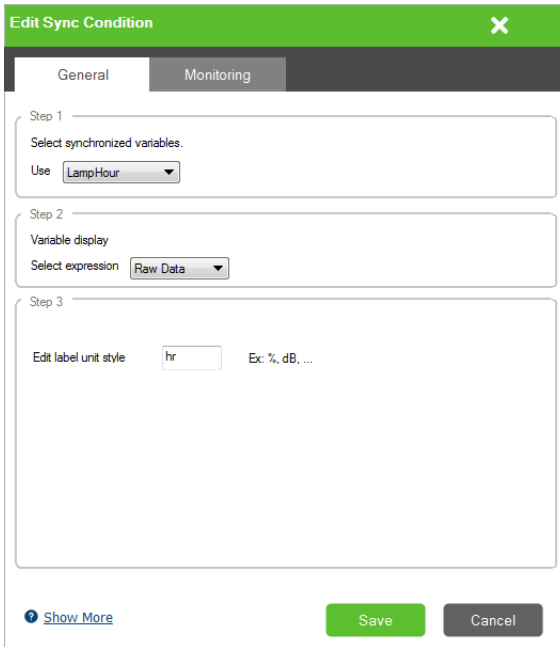 Edit Sync Condition
General Monitoring
Step 1
Select synchronized variables.
Use LampHour
Step 2
Variable display
Select expression Raw Data
Step 3
Edit label unit style hr Ex: %, dB, ...
? Show More Save Cancel